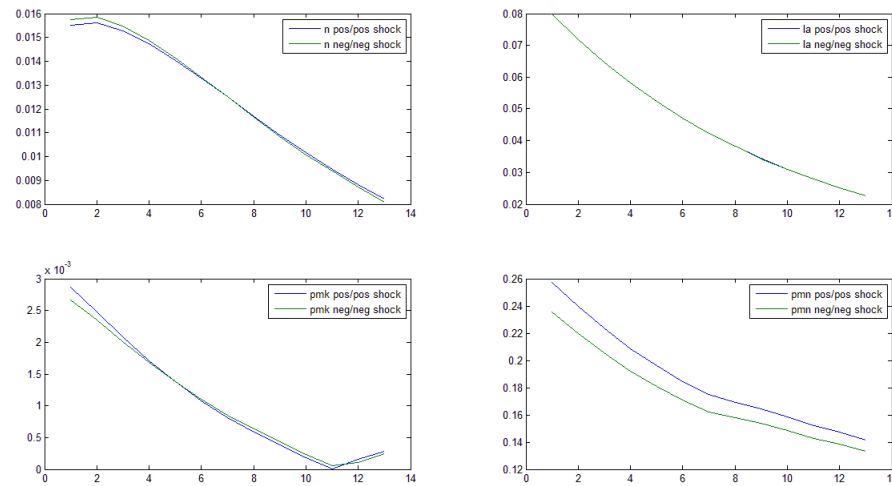 0.016
0.015
0.014
0.013
0.012
0.011
0.01
0.009
0.008
0 2 4 6 8 10 12 14
n pos/pos shock
n neg/neg shock
0.08
0.07
0.06
0.05
0.04
0.03
0.02
0 2 4 6 8 10 12
la pos/pos shock
la neg/neg shock
x 10^-3
3
2.5
2
1.5
1
0.5
0
0 2 4 6 8 10 12 14
pmk pos/pos shock
pmk neg/neg shock
0.26
0.24
0.22
0.2
0.18
0.16
0.14
0.12
0 2 4 6 8 10 12
pmn pos/pos shock
pmn neg/neg shock